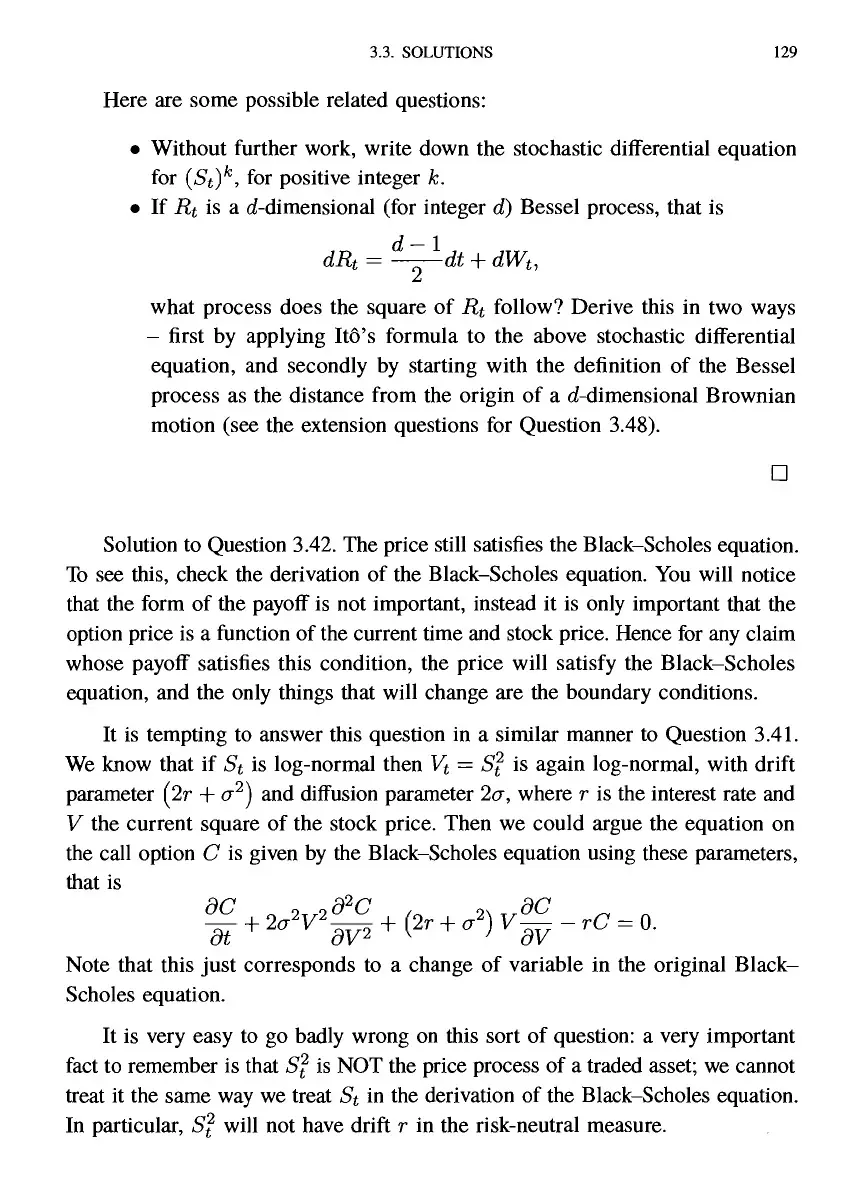 3.3. SOLUTIONS 129
Here are some possible related questions:
• Without further work, write down the stochastic differential equation
for (S_t)^k, for positive integer k.
• If R_t is a d-dimensional (for integer d) Bessel process, that is
dR_t = \frac{d-1}{2}dt + dW_t,
what process does the square of R_t follow? Derive this in two ways
– first by applying Itô's formula to the above stochastic differential
equation, and secondly by starting with the definition of the Bessel
process as the distance from the origin of a d-dimensional Brownian
motion (see the extension questions for Question 3.48).
□
Solution to Question 3.42. The price still satisfies the Black–Scholes equation.
To see this, check the derivation of the Black–Scholes equation. You will notice
that the form of the payoff is not important, instead it is only important that the
option price is a function of the current time and stock price. Hence for any claim
whose payoff satisfies this condition, the price will satisfy the Black–Scholes
equation, and the only things that will change are the boundary conditions.
It is tempting to answer this question in a similar manner to Question 3.41.
We know that if S_t is log-normal then V_t = S_t^2 is again log-normal, with drift
parameter (2r + σ^2) and diffusion parameter 2σ, where r is the interest rate and
V the current square of the stock price. Then we could argue the equation on
the call option C is given by the Black–Scholes equation using these parameters,
that is
\frac{∂C}{∂t} + 2σ^2V^2\frac{∂^2C}{∂V^2} + (2r + σ^2) V\frac{∂C}{∂V} − rC = 0.
Note that this just corresponds to a change of variable in the original Black–
Scholes equation.
It is very easy to go badly wrong on this sort of question: a very important
fact to remember is that S_t^2 is NOT the price process of a traded asset; we cannot
treat it the same way we treat S_t in the derivation of the Black–Scholes equation.
In particular, S_t^2 will not have drift r in the risk-neutral measure.